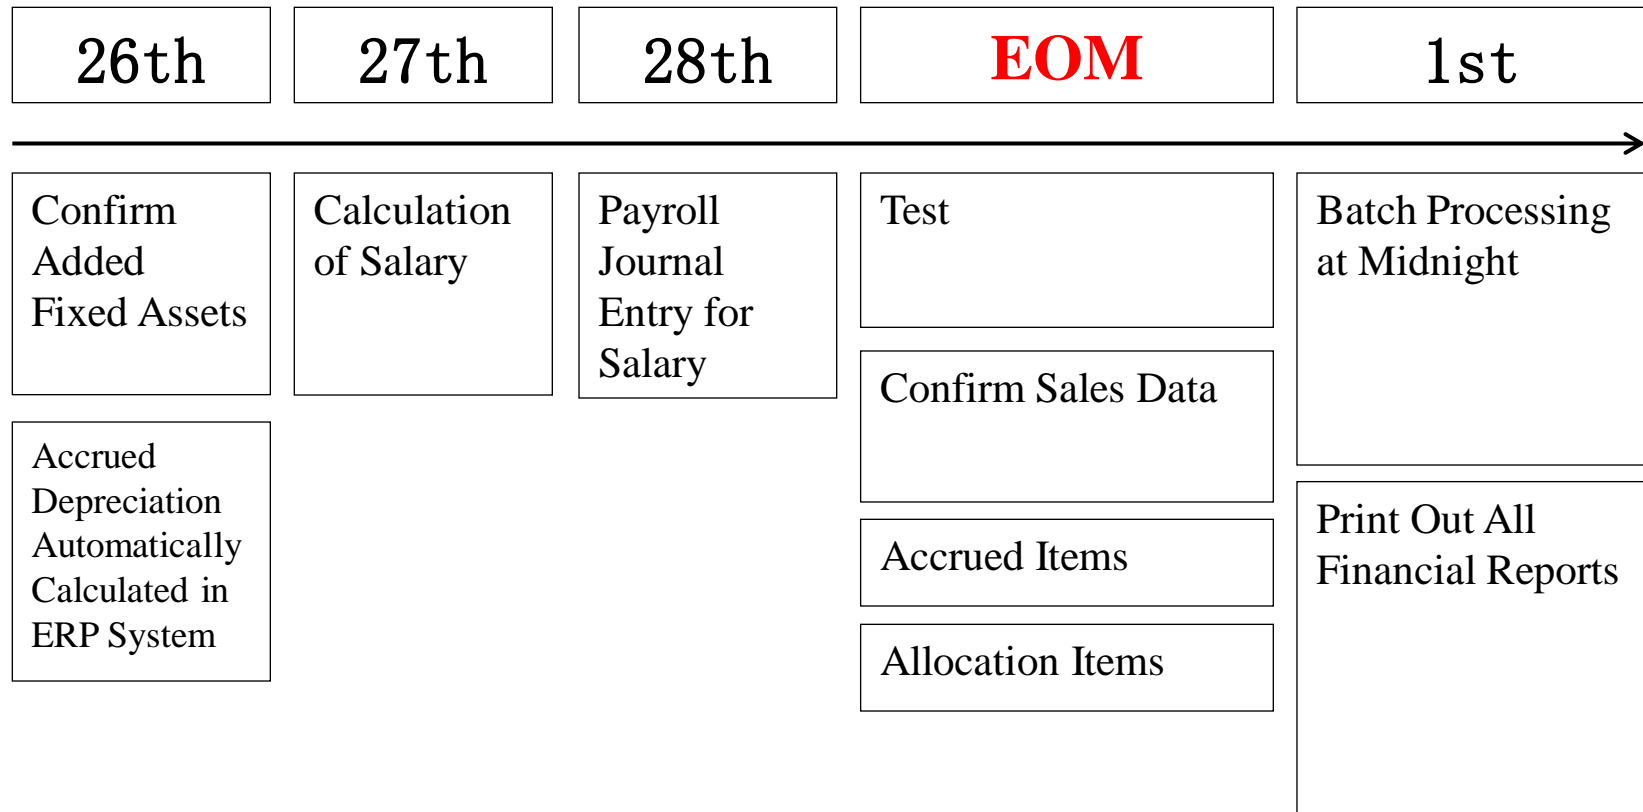 26th
27th
28th
EOM
1st
Confirm
Added
Fixed Assets
Accrued
Depreciation
Automatically
Calculated in
ERP System
Calculation
of Salary
Payroll
Journal
Entry for
Salary
Test
Confirm Sales Data
Accrued Items
Allocation Items
Batch Processing
at Midnight
Print Out All
Financial Reports